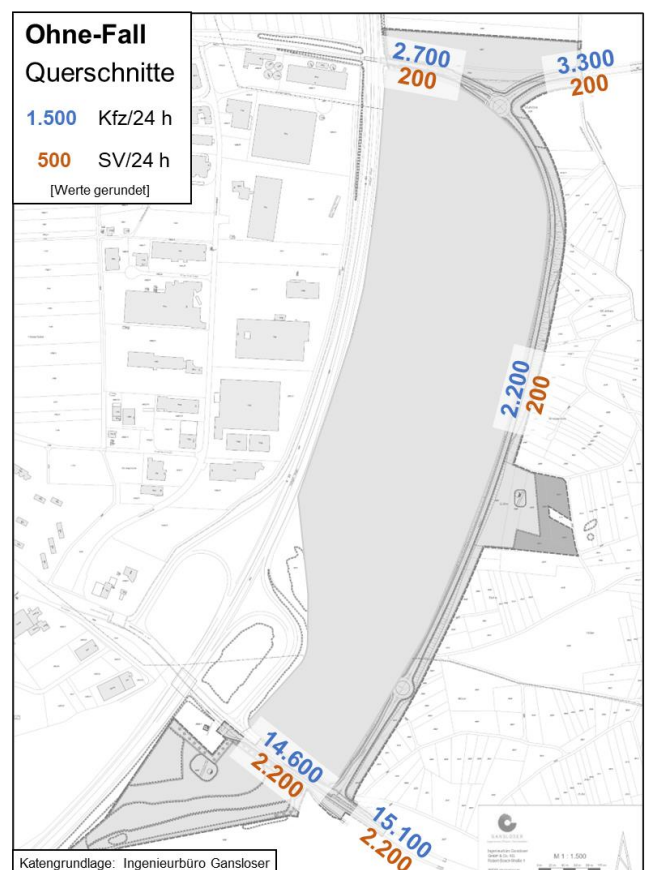 Ohne-Fall
Querschnitte
1.500 Kfz/24 h
500 SV/24 h
[Werte gerundet]
2.700
200
3.300
200
2.200
200
14.600
2.200
15.100
2.200
GANSLOSER
M 1 : 1.500
Katengrundlage: Ingenieurbüro Gansloser